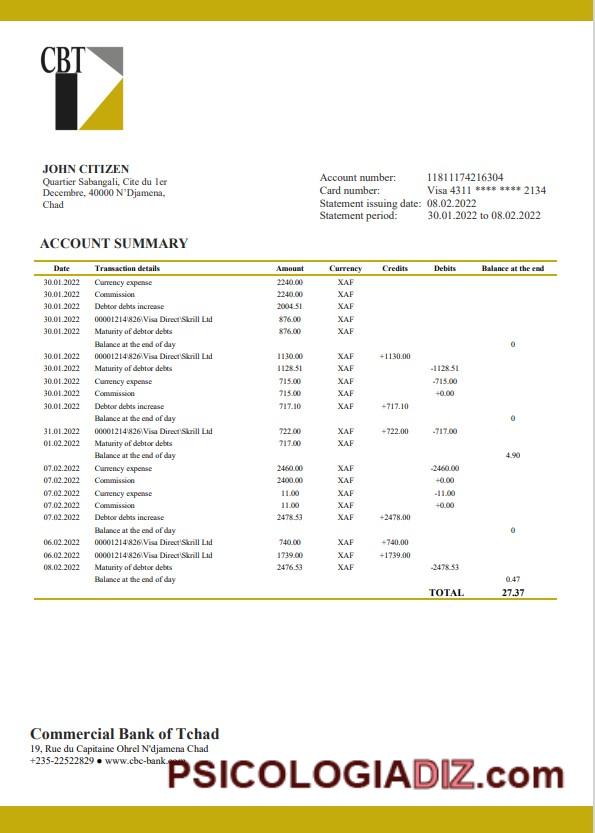 CBT
JOHN CITIZEN
Quartier Sabangali, Cite du 1er
Decembre, 40000 N'Djamena,
Chad
Account number: 11811174216304
Card number: Visa 4311 **** **** 2134
Statement issuing date: 08.02.2022
Statement period: 30.01.2022 to 08.02.2022
ACCOUNT SUMMARY
Date Transaction details Amount Currency Credits Debits Balance at the end
30.01.2022 Currency expense 2240.00 XAF
30.01.2022 Commission 2240.00 XAF
30.01.2022 Debtor debts increase 2004.51 XAF
30.01.2022 00001214\826\Visa Direct\Skrill Ltd 876.00 XAF
30.01.2022 Maturity of debtor debts 876.00 XAF
Balance at the end of day 0
30.01.2022 00001214\826\Visa Direct\Skrill Ltd 1130.00 XAF +1130.00
30.01.2022 Maturity of debtor debts 1128.51 XAF -1128.51
30.01.2022 Currency expense 715.00 XAF -715.00
30.01.2022 Commission 715.00 XAF +0.00
30.01.2022 Debtor debts increase 717.10 XAF +717.10
Balance at the end of day 0
31.01.2022 00001214\826\Visa Direct\Skrill Ltd 722.00 XAF +722.00 -717.00
01.02.2022 Maturity of debtor debts 717.00 XAF
Balance at the end of day 4.90
07.02.2022 Currency expense 2460.00 XAF -2460.00
07.02.2022 Commission 2400.00 XAF +0.00
07.02.2022 Currency expense 11.00 XAF -11.00
07.02.2022 Commission 11.00 XAF +0.00
07.02.2022 Debtor debts increase 2478.53 XAF +2478.00
Balance at the end of day 0
06.02.2022 00001214\826\Visa Direct\Skrill Ltd 740.00 XAF +740.00
06.02.2022 00001214\826\Visa Direct\Skrill Ltd 1739.00 XAF +1739.00
08.02.2022 Maturity of debtor debts 2476.53 XAF -2478.53
Balance at the end of day 0.47
TOTAL 27.37
Commercial Bank of Tchad
19, Rue du Capitaine Ohrel N'djamena Chad
+235-22522829 ● www.cbc-bank.com
PSICOLOGIADIZ.com